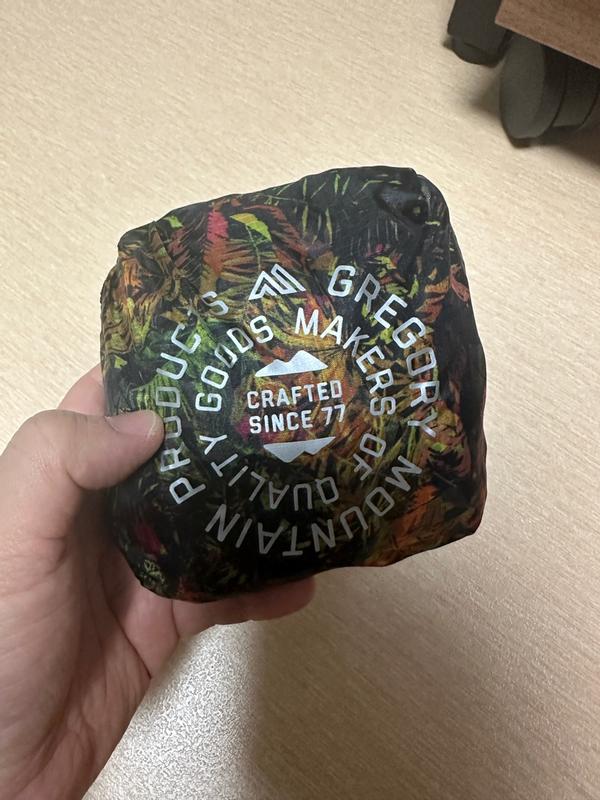 GREGORY MOUNTAIN PRODUCTS
MAKERS OF QUALITY GOODS
CRAFTED
SINCE 77